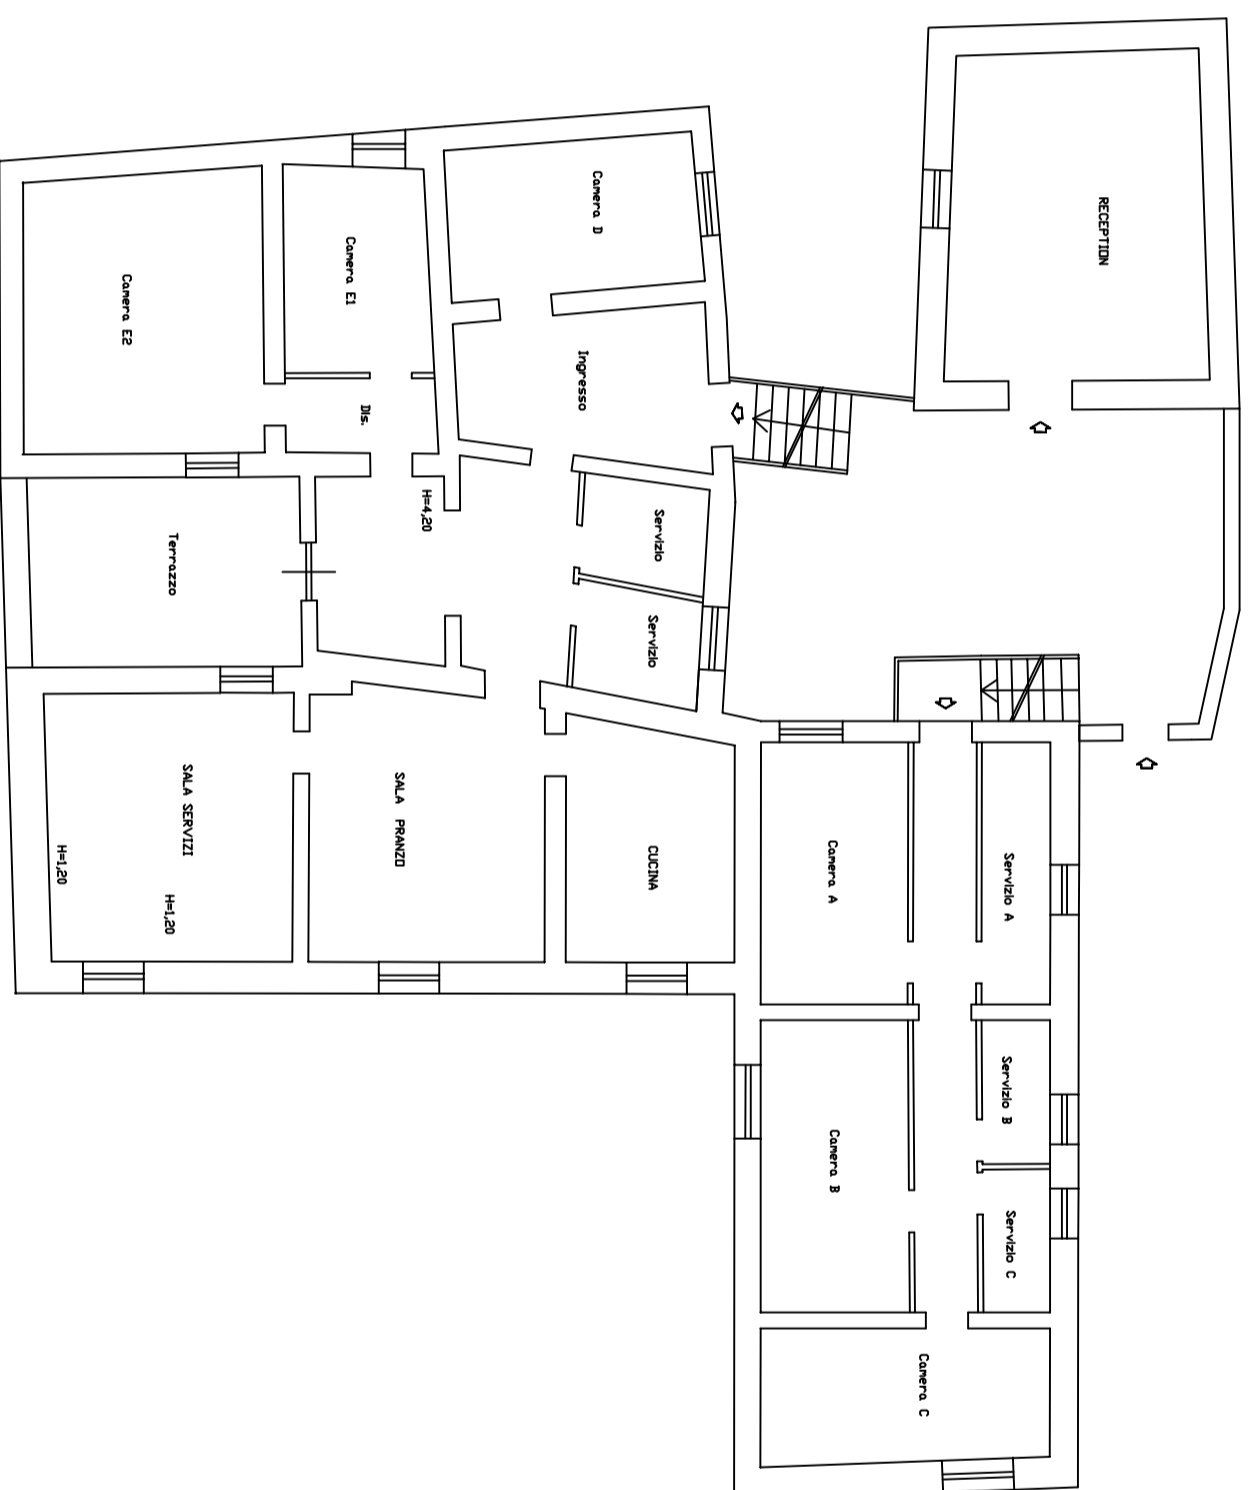 RECEPTION
Camera D
Camera E1
Camera E2
Ingresso
Dis.
H=4,20
Servizio
Terrazzo
Servizio
SALA SERVIZI
SALA PRANZO
CUCINA
H=1,20
H=1,20
Camera A
Servizio A
Servizio B
Camera B
Servizio C
Camera C